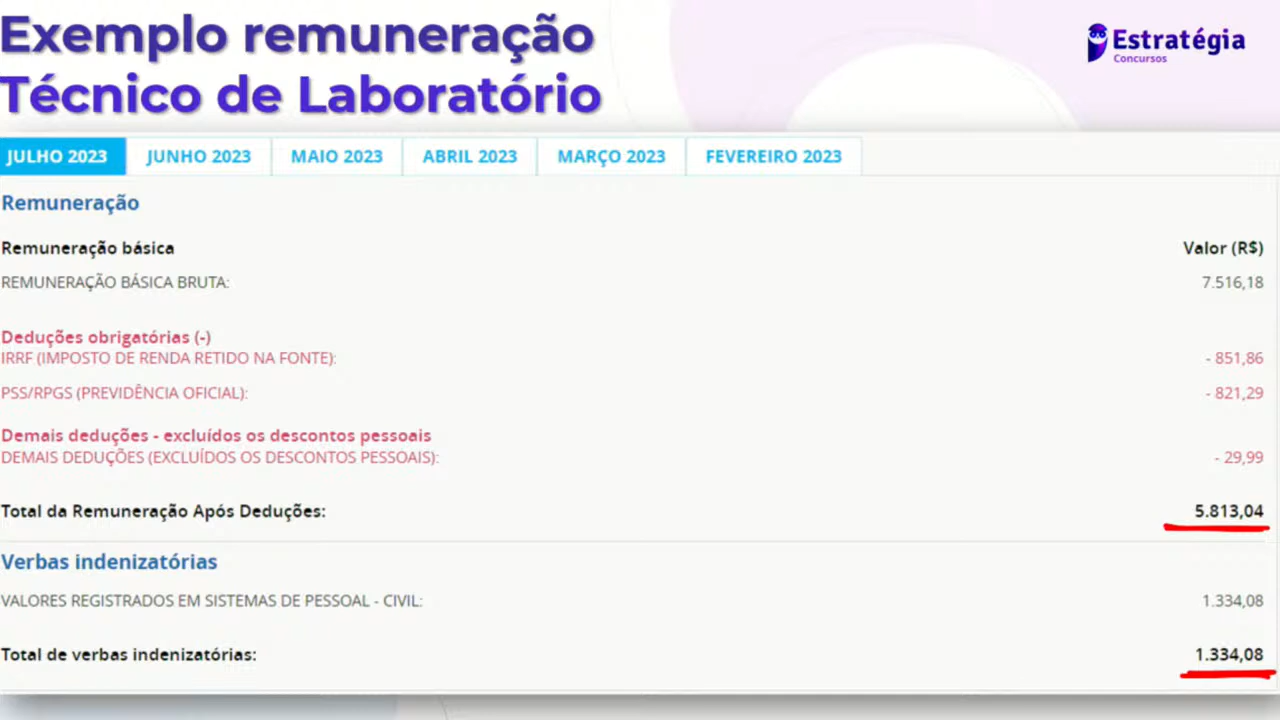 Exemplo remuneração
Técnico de Laboratório
Estratégia
Concursos
JULHO 2023 JUNHO 2023 MAIO 2023 ABRIL 2023 MARÇO 2023 FEVEREIRO 2023
Remuneração
Remuneração básica Valor (R$)
REMUNERAÇÃO BÁSICA BRUTA: 7.516,18
Deduções obrigatórias (-)
IRRF (IMPOSTO DE RENDA RETIDO NA FONTE): - 851,86
PSS/RPGS (PREVIDÊNCIA OFICIAL): - 821,29
Demais deduções - excluídos os descontos pessoais
DEMAIS DEDUÇÕES (EXCLUÍDOS OS DESCONTOS PESSOAIS): - 29,99
Total da Remuneração Após Deduções: 5.813,04
Verbas indenizatórias
VALORES REGISTRADOS EM SISTEMAS DE PESSOAL - CIVIL: 1.334,08
Total de verbas indenizatórias: 1.334,08